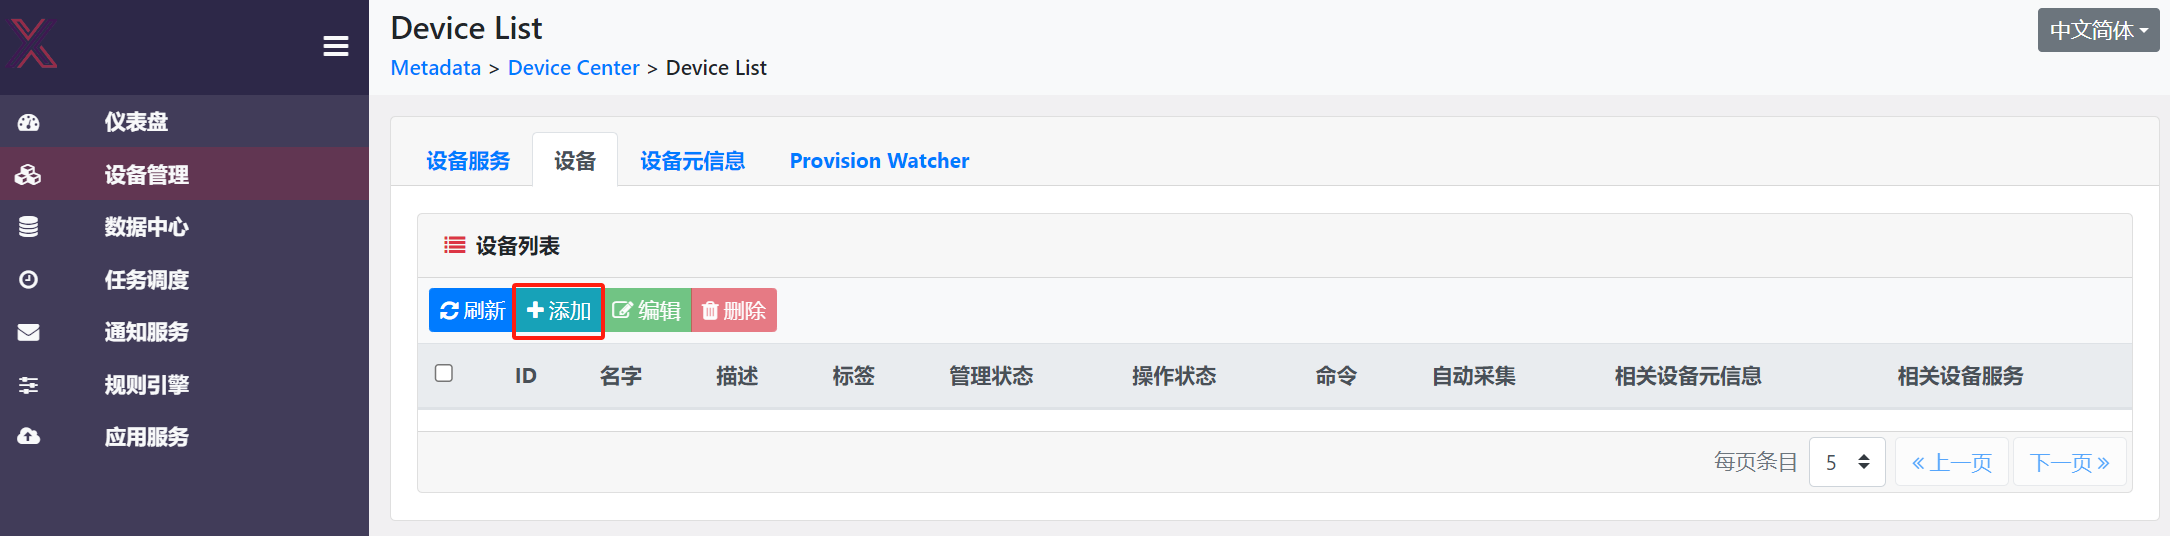 Device List
中文简体
Metadata > Device Center > Device List
仪表盘
设备管理
数据中心
任务调度
通知服务
规则引擎
应用服务
设备服务 设备 设备元信息 Provision Watcher
设备列表
刷新 添加 编辑 删除
ID 名字 描述 标签 管理状态 操作状态 命令 自动采集 相关设备元信息 相关设备服务
每页条目 5 « 上一页 下一页 »